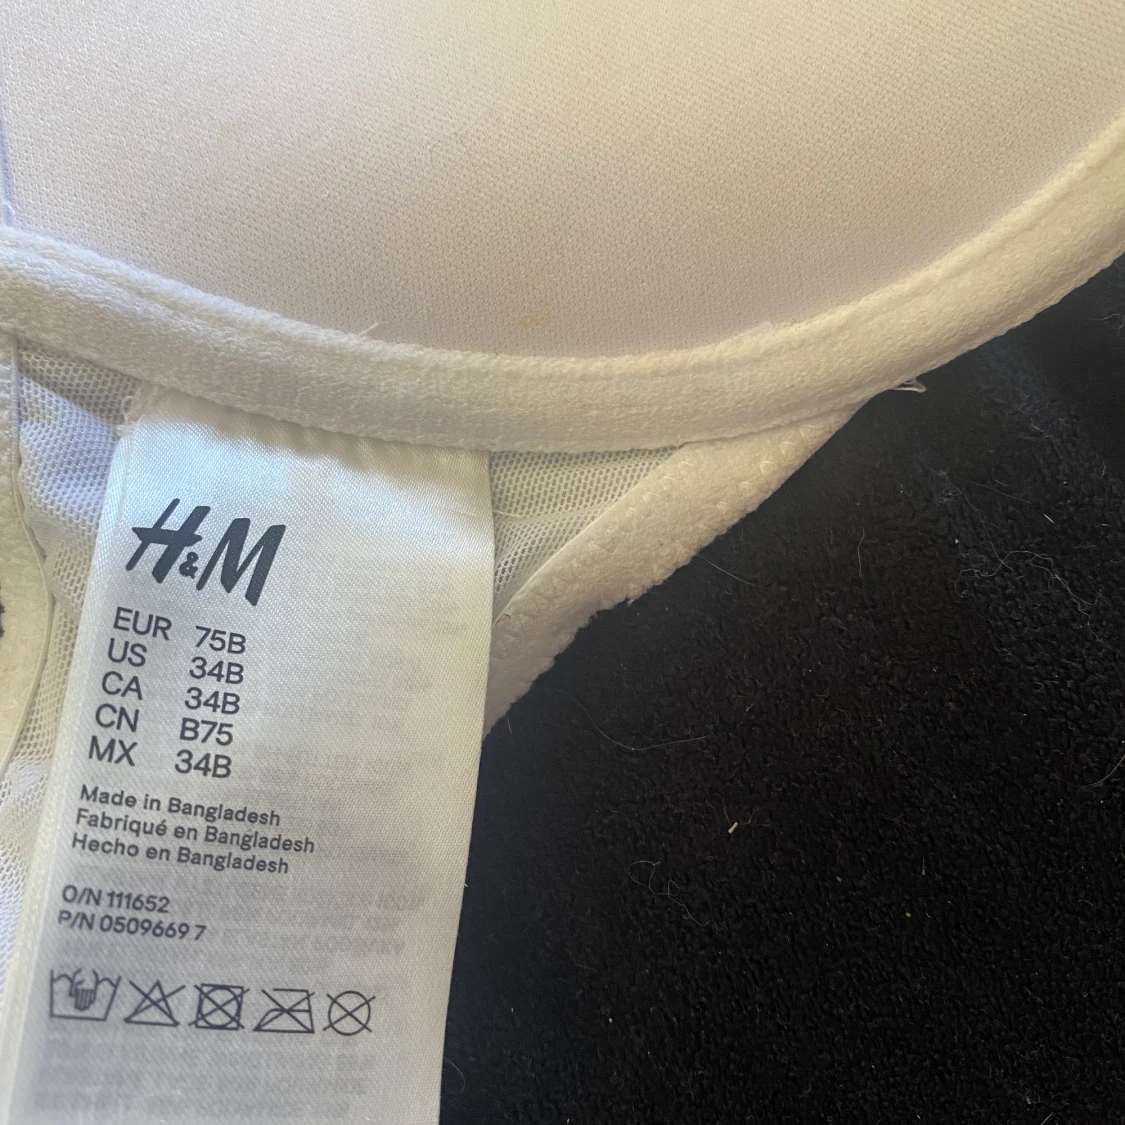 H&M
EUR 75B
US 34B
CA 34B
CN B75
MX 34B
Made in Bangladesh
Fabriqué en Bangladesh
Hecho en Bangladesh
O/N 111652
P/N 0509669 7